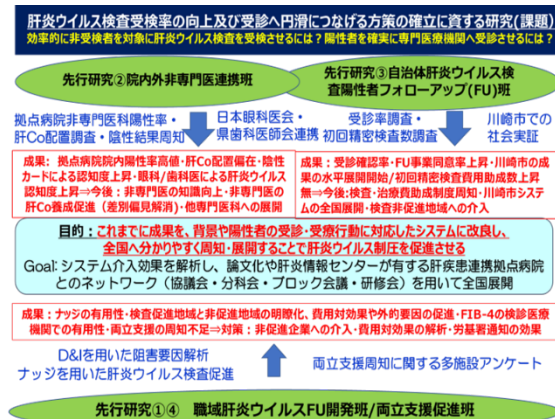 肝炎ウイルス検査受検率の向上及び受診へ円滑につなげる方策の確立に資する研究(課題)
効率的に非受検者を対象に肝炎ウイルス検査を受検させるには?陽性者を確実に専門医療機関へ受診させるには?
先行研究②院内外非専門医連携班
先行研究③自治体肝炎ウイルス検
査陽性者フォローアップ(FU)班
拠点病院非専門医科陽性率・
肝Co配置調査・陰性結果周知
日本眼科医会・
県歯科医師会連携
受診率調査・
初回精密検査数調査
川崎市での
社会実証
成果: 拠点病院院内陽性率高値・肝Co配置偏在・陰性
カードによる認知度上昇・眼科/歯科医による肝炎ウイルス
認知度上昇⇒今後:非専門医の知識向上・非専門医の
肝Co養成促進(差別偏見解消)・他専門医科への展開
成果:受診確認率・FU事業同意率上昇・川崎市の成
果の水平展開開始/初回精密検査費用助成数上昇
無⇒今後:検査・治療費助成制度周知・川崎市シ
ステムの全国展開・検査非促進地域への介入
目的:これまでに成果を、背景や陽性者の受診・受療行動に対応したシステムに改良し、
全国へ分かりやすく周知・展開することで肝炎ウイルス制圧を促進させる
Goal: システム介入効果を解析し、論文化や肝炎情報センターが有する肝疾患連携拠点病院
とのネットワーク(協議会・分科会・ブロック会議・研修会)を用いて全国展開
成果:ナッジの有用性・検査促進地域と非促進地域の明瞭化、費用対効果や外的要因の促進・FIB-4の検診医療
機関での有用性・両立支援の周知不足⇒対策:非促進企業への介入・費用対効果の解析・労基署通知の効果
D&Iを用いた阻害要因解析
ナッジを用いた肝炎ウイルス検査促進
両立支援周知に関する多施設アンケート
先行研究①④ 職域肝炎ウイルスFU開発班/両立支援促進班